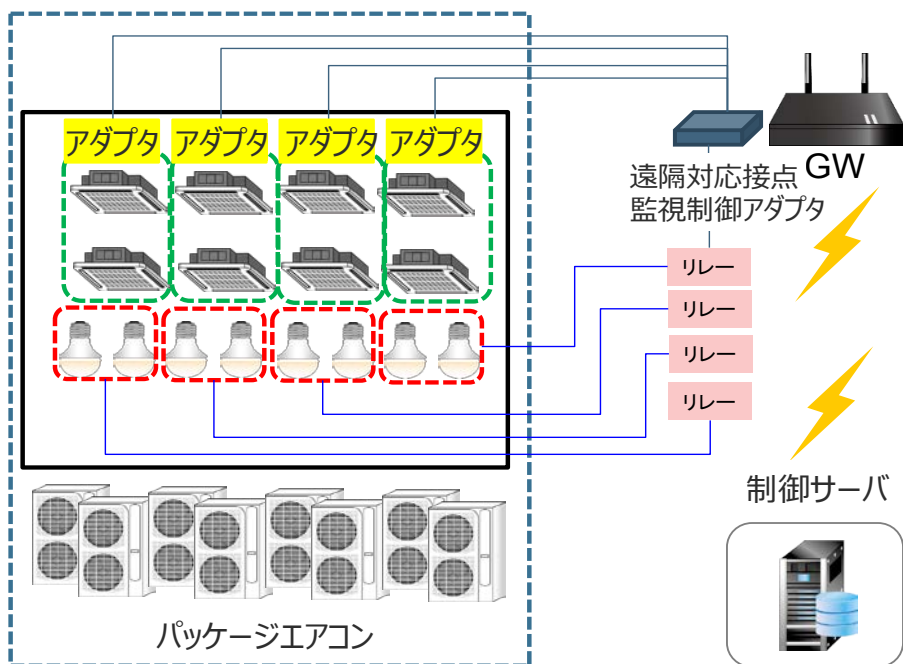 アダプタ
アダプタ
アダプタ
アダプタ
GW
遠隔対応接点
監視制御アダプタ
リレー
リレー
リレー
リレー
制御サーバ
パッケージエアコン